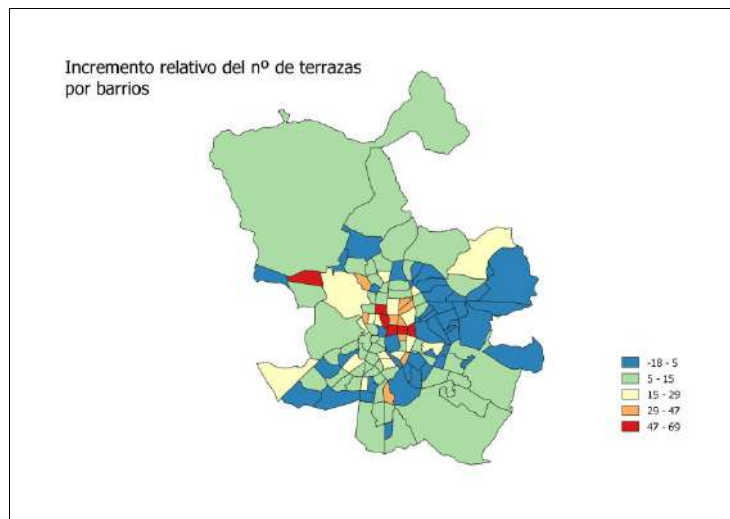 Incremento relativo del nº de terrazas
por barrios
-18 - 5
5 - 15
15 - 29
29 - 47
47 - 69